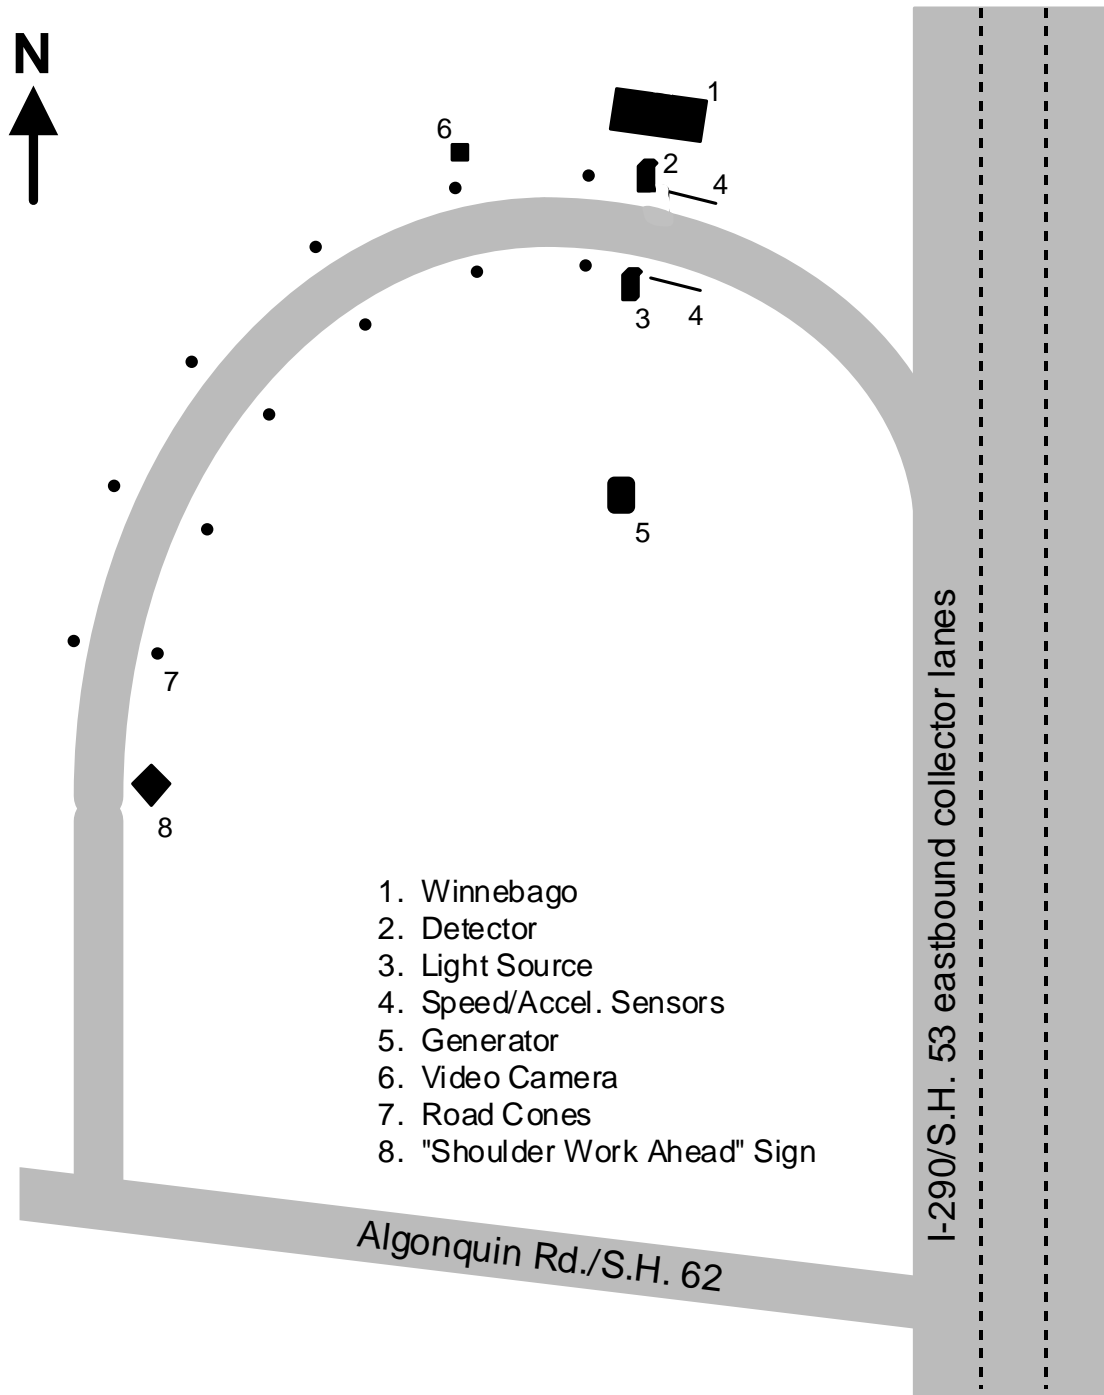 N
1
6
2
4
3
4
5
7
8
1. Winnebago
2. Detector
3. Light Source
4. Speed/Accel. Sensors
5. Generator
6. Video Camera
7. Road Cones
8. "Shoulder Work Ahead" Sign
I-290/S.H. 53 eastbound collector lanes
Algonquin Rd./S.H. 62